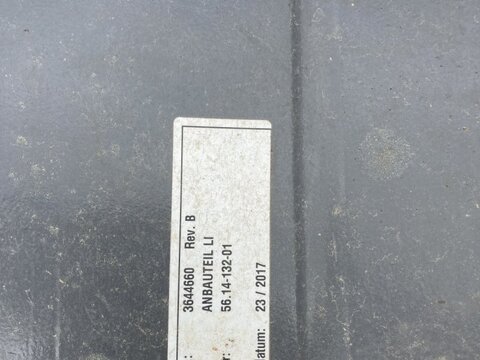 : 3644660 Rev. B
ANBAUTEIL LI
r: 56.14-132-01
atum: 23 / 2017